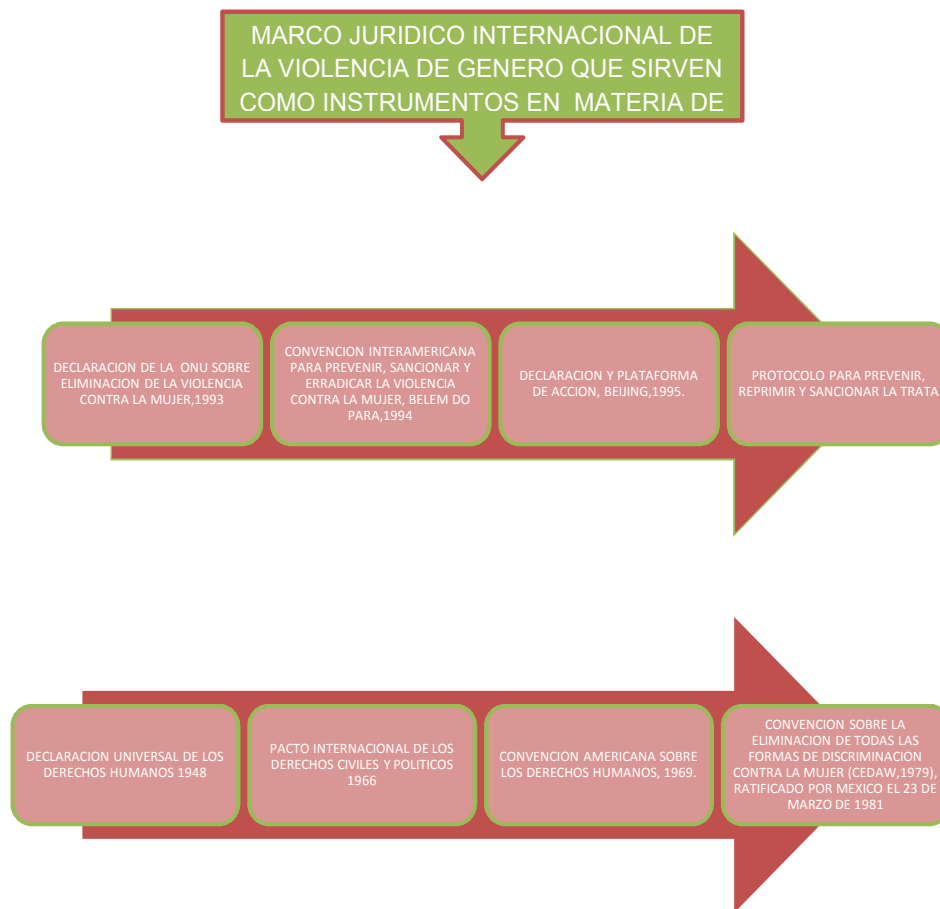 MARCO JURIDICO INTERNACIONAL DE
LA VIOLENCIA DE GENERO QUE SIRVEN
COMO INSTRUMENTOS EN MATERIA DE
DECLARACION DE LA ONU SOBRE
ELIMINACION DE LA VIOLENCIA
CONTRA LA MUJER,1993
CONVENCION INTERAMERICANA
PARA PREVENIR, SANCIONAR Y
ERRADICAR LA VIOLENCIA
CONTRA LA MUJER, BELEM DO
PARA,1994
DECLARACION Y PLATAFORMA
DE ACCION, BEIJING,1995.
PROTOCOLO PARA PREVENIR,
REPRIMIR Y SANCIONAR LA TRATA
DECLARACION UNIVERSAL DE LOS
DERECHOS HUMANOS 1948
PACTO INTERNACIONAL DE LOS
DERECHOS CIVILES Y POLITICOS
1966
CONVENCION AMERICANA SOBRE
LOS DERECHOS HUMANOS, 1969.
CONVENCION SOBRE LA
ELIMINACION DE TODAS LAS
FORMAS DE DISCRIMINACION
CONTRA LA MUJER (CEDAW,1979),
RATIFICADO POR MEXICO EL 23 DE
MARZO DE 1981